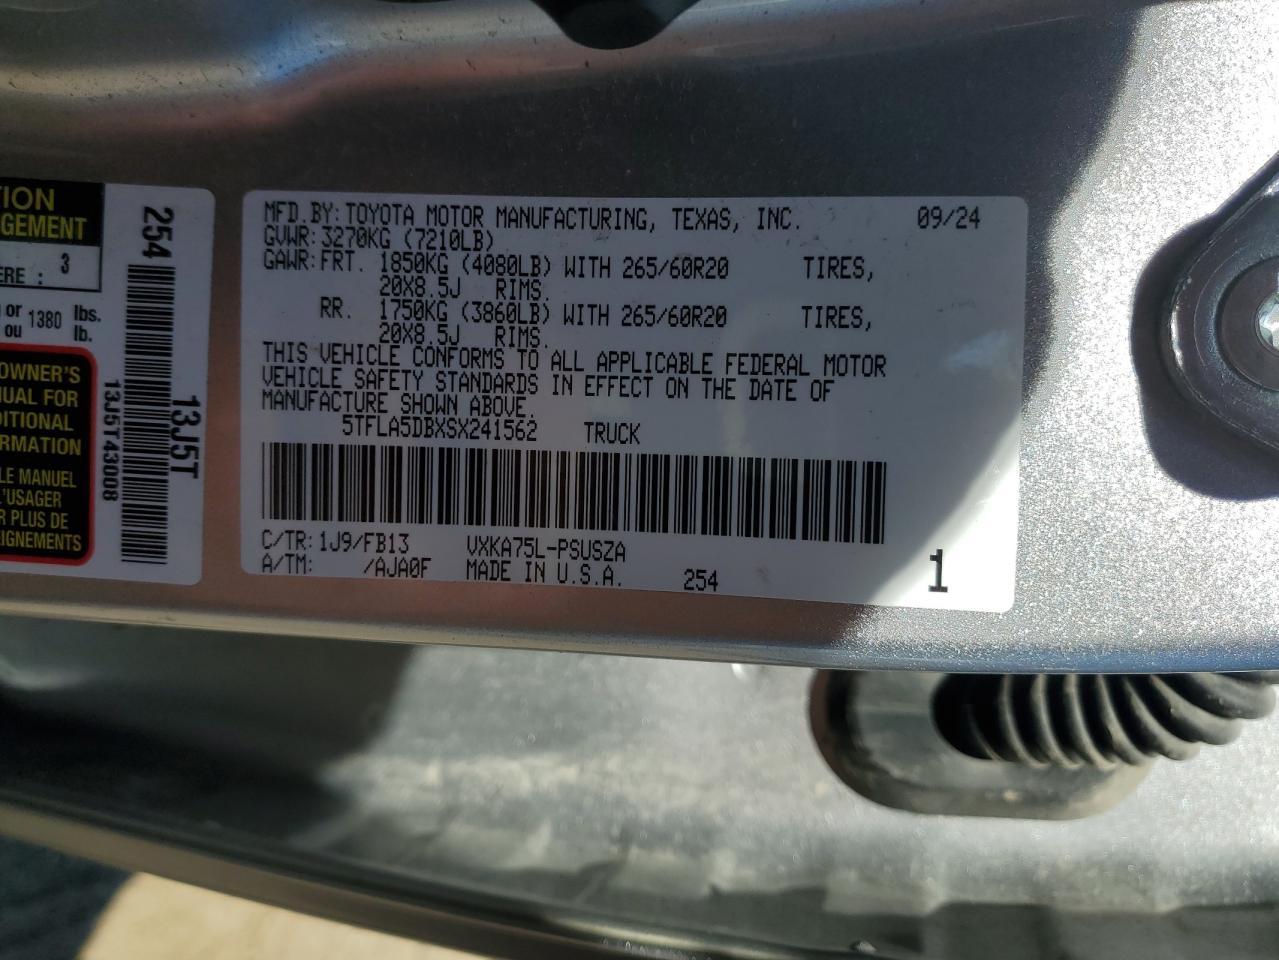 TION
GEMENT
ERE : 3
or 1380 lbs.
ou lb.
OWNER'S
UAL FOR
DITIONAL
ORMATION
LE MANUEL
L'USAGER
R PLUS DE
EIGNEMENTS
254
13J5T
13J5T43008
MFD.BY:TOYOTA MOTOR MANUFACTURING, TEXAS, INC. 09/24
GVWR:3270KG (7210LB)
GAWR:FRT. 1850KG (4080LB) WITH 265/60R20 TIRES,
20X8.5J RIMS.
RR. 1750KG (3860LB) WITH 265/60R20 TIRES,
20X8.5J RIMS.
THIS VEHICLE CONFORMS TO ALL APPLICABLE FEDERAL MOTOR
VEHICLE SAFETY STANDARDS IN EFFECT ON THE DATE OF
MANUFACTURE SHOWN ABOVE.
5TFLA5DBXSX241562 TRUCK
C/TR:1J9/FB13 VXKA75L-PSUSZA
A/TM: /AJA0F MADE IN U.S.A. 254 1